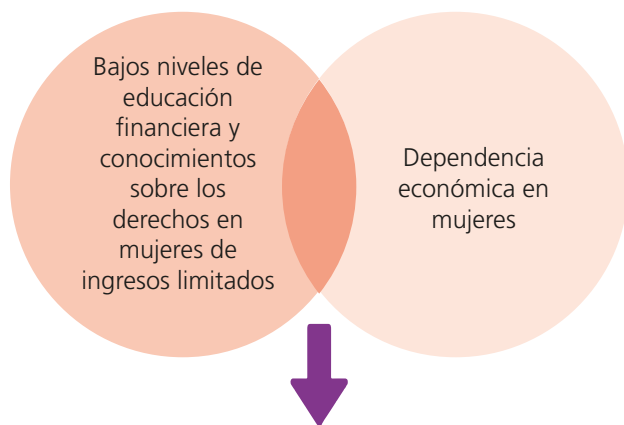 Bajos niveles de
educación
financiera y
conocimientos
sobre los
derechos en
mujeres de
ingresos limitados
Dependencia
económica en
mujeres